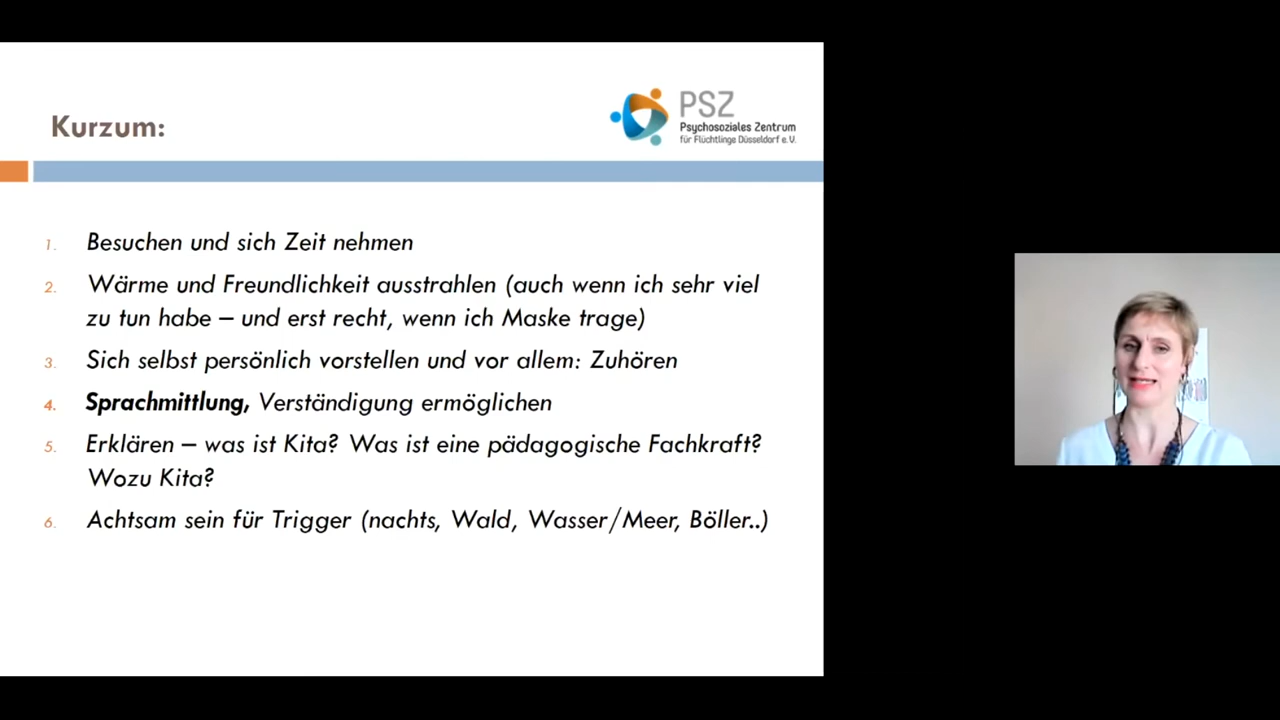 Kurzum:
PSZ
Psychosoziales Zentrum
für Flüchtlinge Düsseldorf e.V.
1. Besuchen und sich Zeit nehmen
2. Wärme und Freundlichkeit ausstrahlen (auch wenn ich sehr viel
zu tun habe – und erst recht, wenn ich Maske trage)
3. Sich selbst persönlich vorstellen und vor allem: Zuhören
4. Sprachmittlung, Verständigung ermöglichen
5. Erklären – was ist Kita? Was ist eine pädagogische Fachkraft?
Wozu Kita?
6. Achtsam sein für Trigger (nachts, Wald, Wasser/Meer, Böller..)